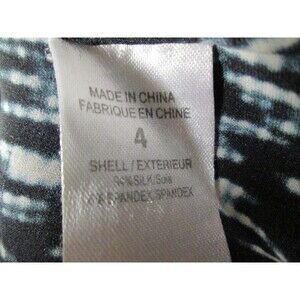 MADE IN CHINA
FABRIQUE EN CHINE
4
SHELL/EXTERIEUR
SILK/Soie
SPANDEX/SPANDEX